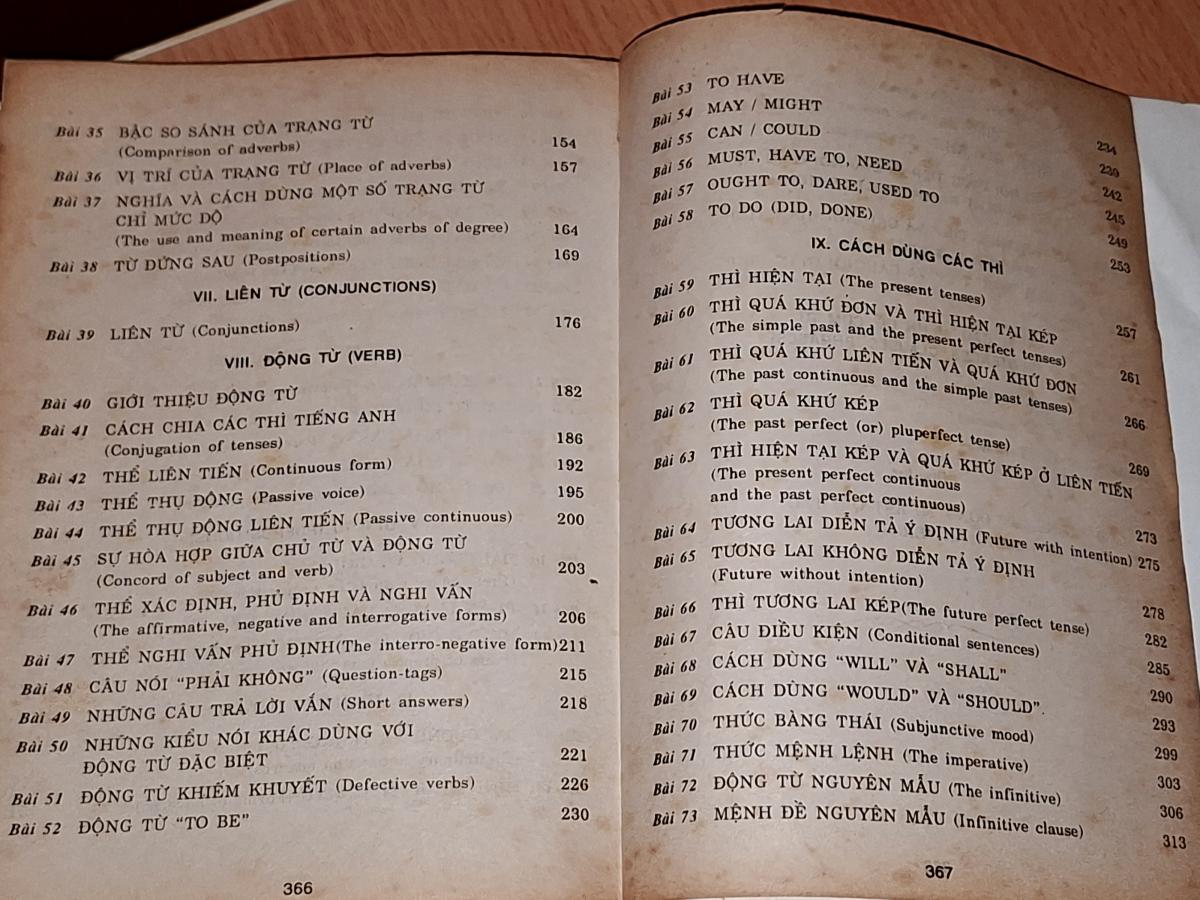 Bài 35 BẬC SO SÁNH CỦA TRẠNG TỪ
(Comparison of adverbs) 154
Bài 36 VỊ TRÍ CỦA TRẠNG TỪ (Place of adverbs) 157
Bài 37 NGHĨA VÀ CÁCH DÙNG MỘT SỐ TRẠNG TỪ
CHỈ MỨC DỘ
(The use and meaning of certain adverbs of degree) 164
Bài 38 TỪ DỨNG SAU (Postpositions) 169
VII. LIÊN TỪ (CONJUNCTIONS)
Bài 39 LIÊN TỪ (Conjunctions) 176
VIII. ĐỘNG TỪ (VERB)
Bài 40 GIỚI THIỆU ĐỘNG TỪ 182
Bài 41 CÁCH CHIA CÁC THÌ TIẾNG ANH
(Conjugation of tenses) 186
Bài 42 THỂ LIÊN TIẾN (Continuous form) 192
Bài 43 THỂ THỤ ĐỘNG (Passive voice) 195
Bài 44 THỂ THỤ ĐỘNG LIÊN TIẾN (Passive continuous) 200
Bài 45 SỰ HÒA HỢP GIỮA CHỦ TỪ VÀ ĐỘNG TỪ
(Concord of subject and verb) 203
Bài 46 THỂ XÁC ĐỊNH, PHỦ ĐỊNH VÀ NGHI VẤN
(The affirmative, negative and interrogative forms) 206
Bài 47 THỂ NGHI VẤN PHỦ ĐỊNH(The interro-negative form)211
Bài 48 CÂU NÓI “PHẢI KHÔNG” (Question-tags) 215
Bài 49 NHỮNG CÂU TRẢ LỜI VẮN (Short answers) 218
Bài 50 NHỮNG KIỂU NÓI KHÁC DÙNG VỚI
ĐỘNG TỪ ĐẶC BIỆT 221
Bài 51 ĐỘNG TỪ KHIẾM KHUYẾT (Defective verbs) 226
Bài 52 ĐỘNG TỪ “TO BE” 230
366
Bài 53 TO HAVE 234
Bài 54 MAY / MIGHT 239
Bài 55 CAN / COULD 242
Bài 56 MUST, HAVE TO, NEED 245
Bài 57 OUGHT TO, DARE, USED TO 249
Bài 58 TO DO (DID, DONE) 253
IX. CÁCH DÙNG CÁC THÌ
Bài 59 THÌ HIỆN TẠI (The present tenses) 257
Bài 60 THÌ QUÁ KHỨ ĐƠN VÀ THÌ HIỆN TẠI KÉP
(The simple past and the present perfect tenses) 261
Bài 61 THÌ QUÁ KHỨ LIÊN TIẾN VÀ QUÁ KHỨ ĐƠN
(The past continuous and the simple past tenses) 266
Bài 62 THÌ QUÁ KHỨ KÉP
(The past perfect (or) pluperfect tense) 269
Bài 63 THÌ HIỆN TẠI KÉP VÀ QUÁ KHỨ KÉP Ở LIÊN TIẾN
(The present perfect continuous
and the past perfect continuous) 273
Bài 64 TƯƠNG LAI DIỄN TẢ Ý ĐỊNH (Future with intention) 275
Bài 65 TƯƠNG LAI KHÔNG DIỄN TẢ Ý ĐỊNH
(Future without intention) 278
Bài 66 THÌ TƯƠNG LAI KÉP(The future perfect tense) 282
Bài 67 CÂU ĐIỀU KIỆN (Conditional sentences) 285
Bài 68 CÁCH DÙNG “WILL” VÀ “SHALL” 290
Bài 69 CÁCH DÙNG “WOULD” VÀ “SHOULD”. 293
Bài 70 THỨC BÀNG THÁI (Subjunctive mood) 299
Bài 71 THỨC MỆNH LỆNH (The imperative) 303
Bài 72 ĐỘNG TỪ NGUYÊN MẪU (The infinitive) 306
Bài 73 MỆNH ĐỀ NGUYÊN MẪU (Infinitive clause) 313
367